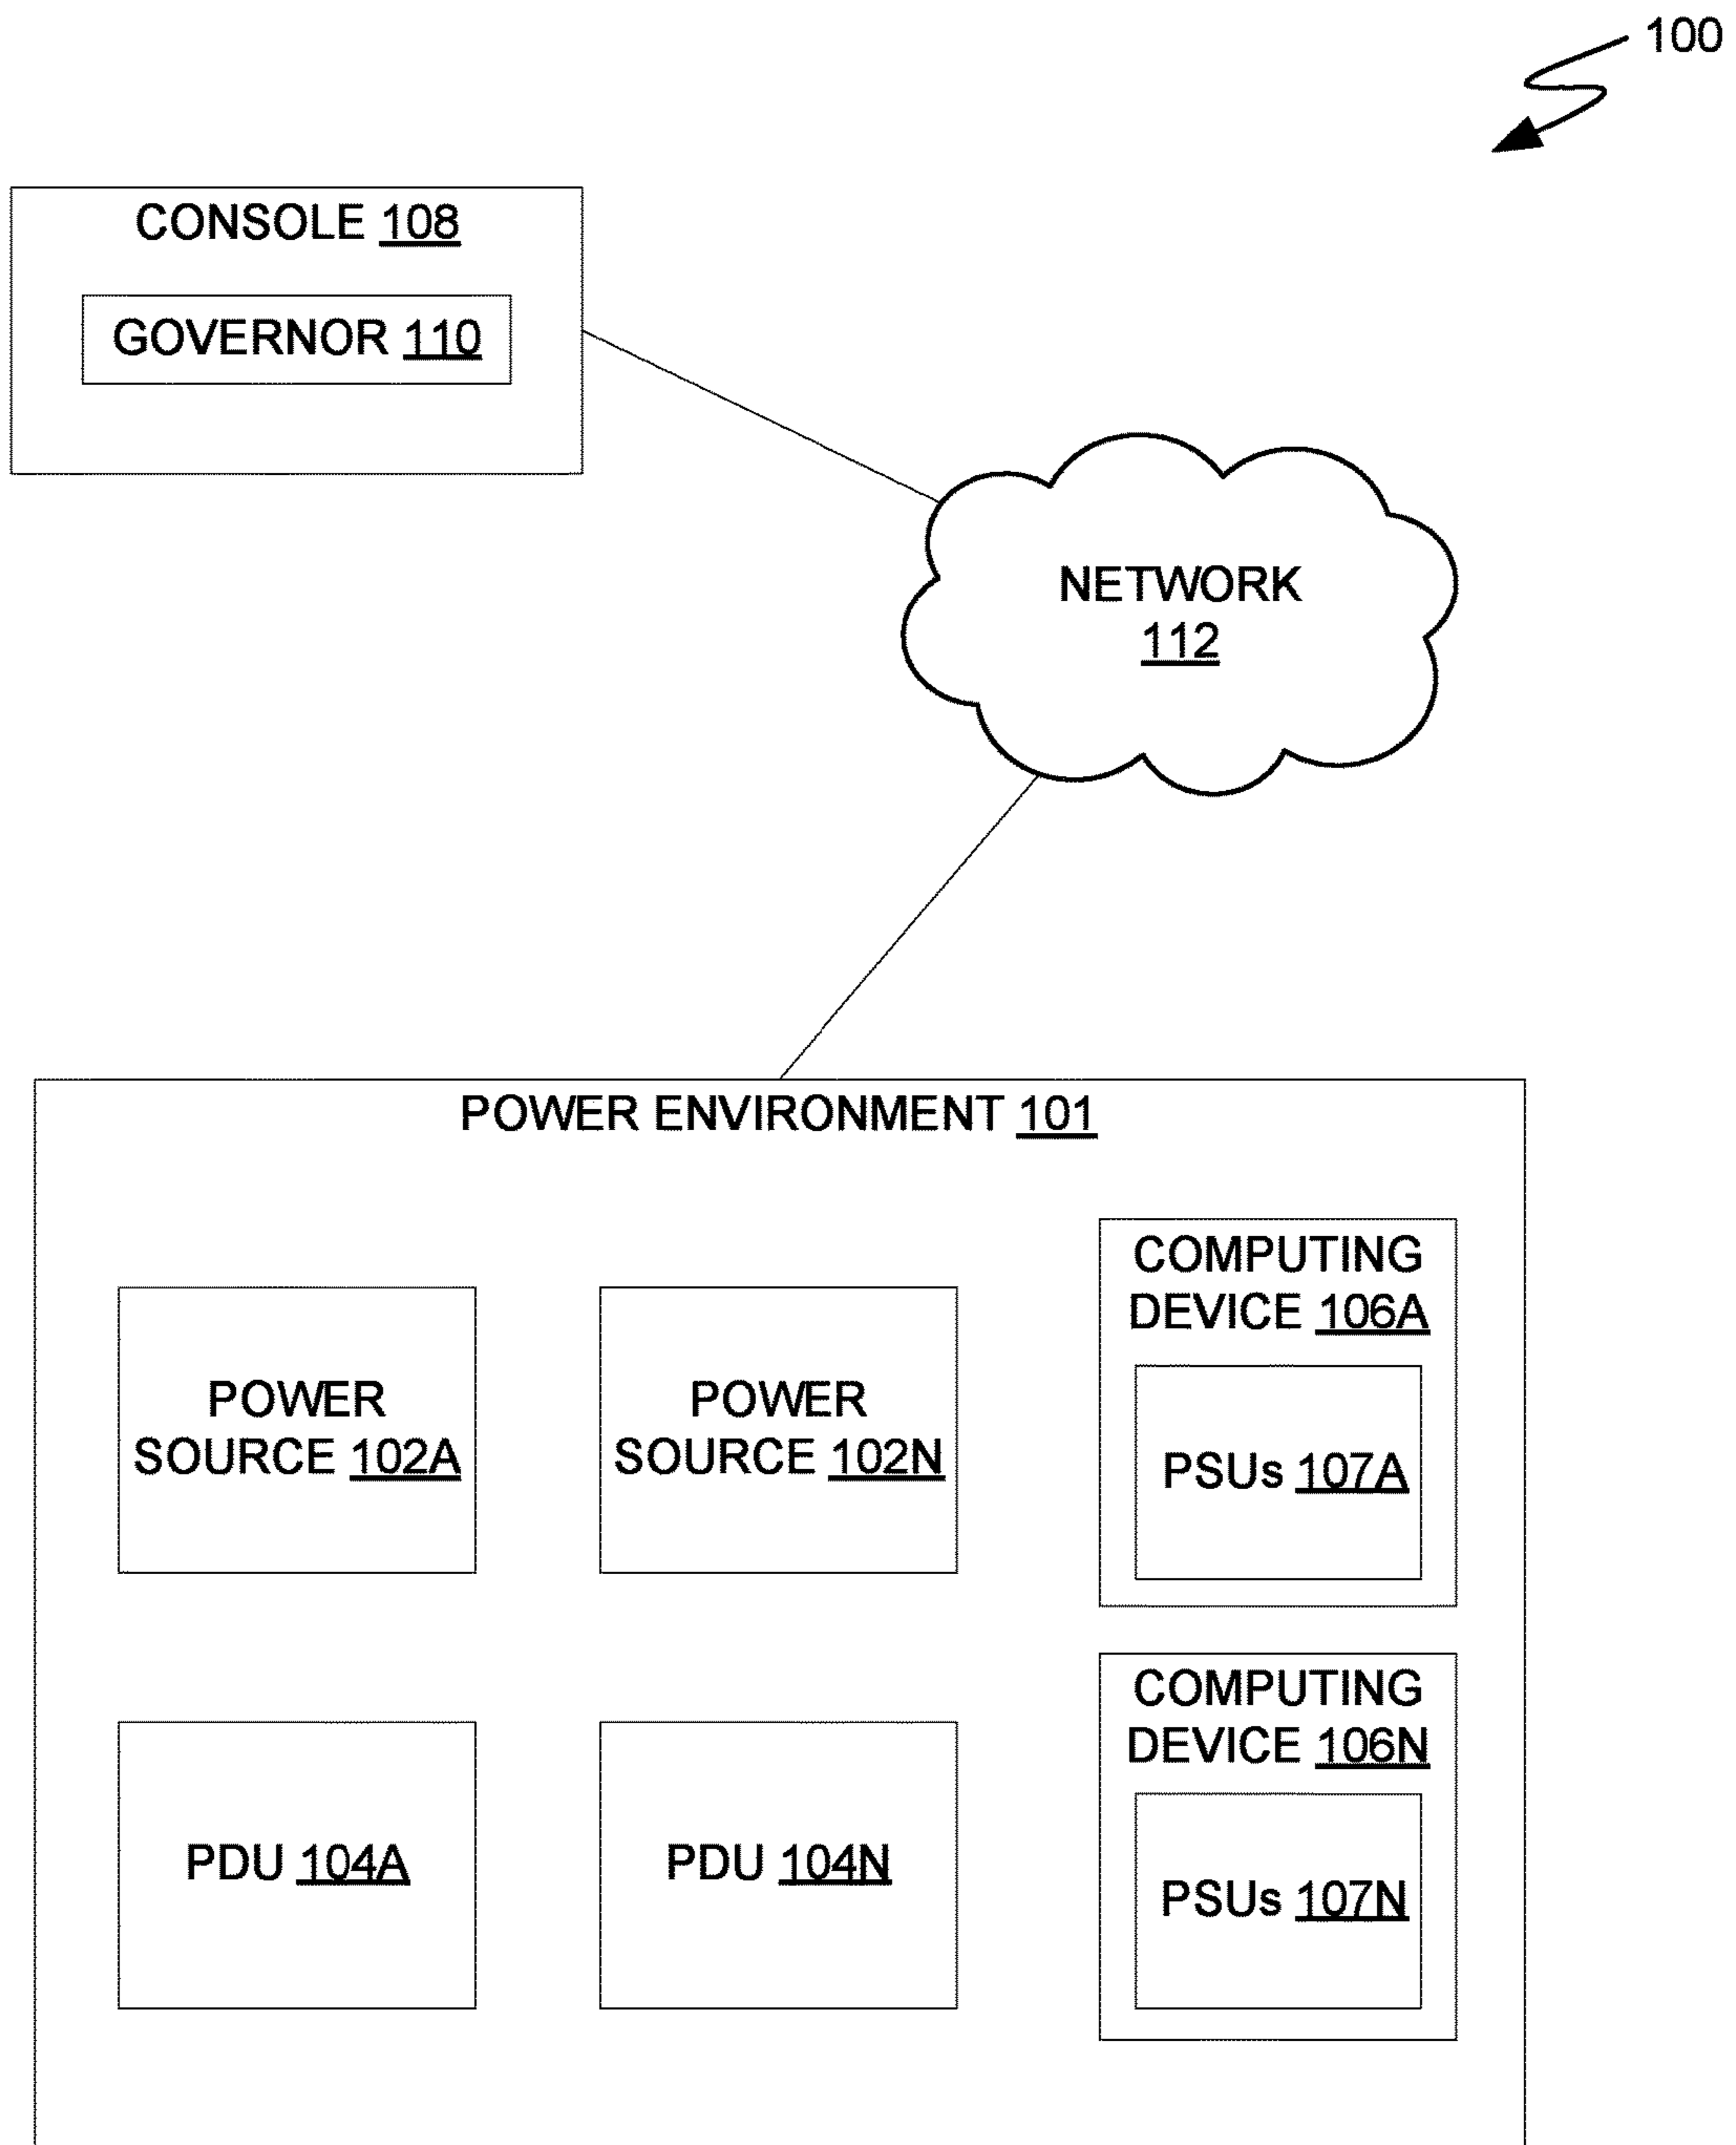 100
CONSOLE 108
GOVERNOR 110
NETWORK
112
POWER ENVIRONMENT 101
POWER
SOURCE 102A
POWER
SOURCE 102N
COMPUTING
DEVICE 106A
PSUs 107A
PDU 104A
PDU 104N
COMPUTING
DEVICE 106N
PSUs 107N